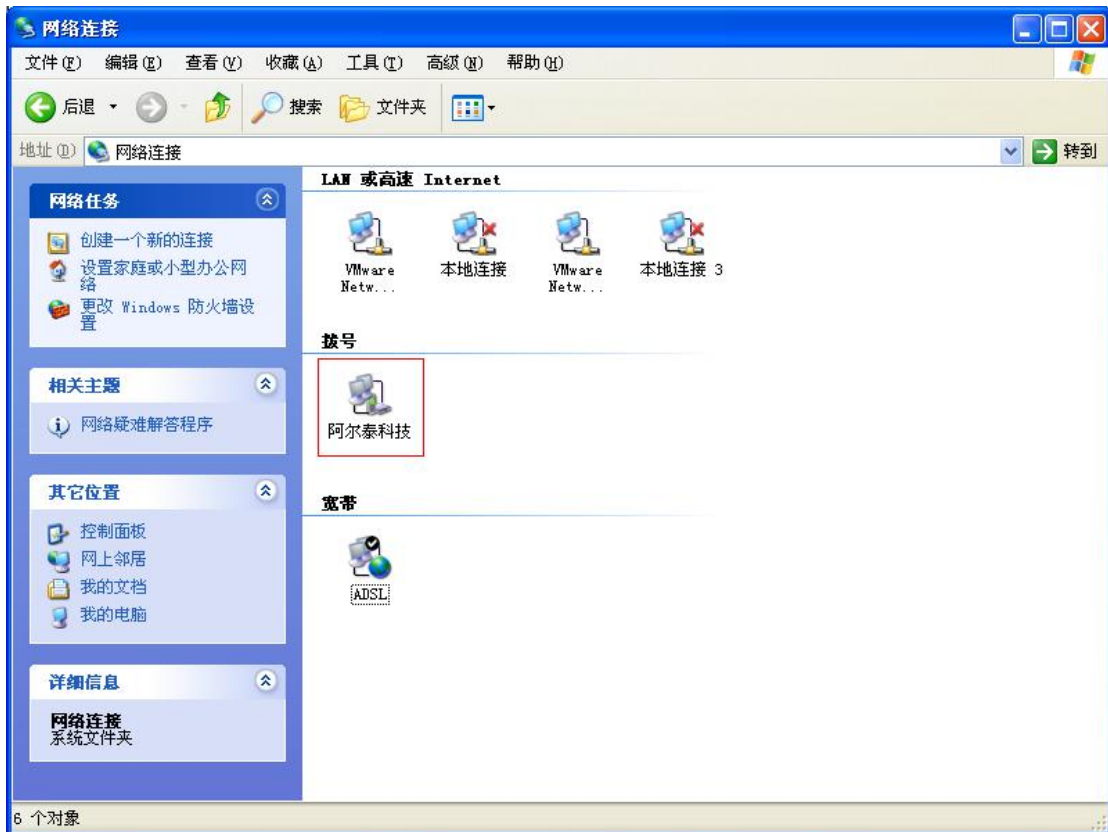 网络连接
文件(F) 编辑(E) 查看(V) 收藏(A) 工具(T) 高级(N) 帮助(H)
后退 搜索 文件夹
地址(D) 网络连接 转到
网络任务
创建一个新的连接
设置家庭或小型办公网
络
更改 Windows 防火墙设
置
相关主题
网络疑难解答程序
其它位置
控制面板
网上邻居
我的文档
我的电脑
详细信息
网络连接
系统文件夹
LAN 或高速 Internet
VMware
Netw...
本地连接
VMware
Netw...
本地连接 3
拨号
阿尔泰科技
宽带
ADSL
6 个对象